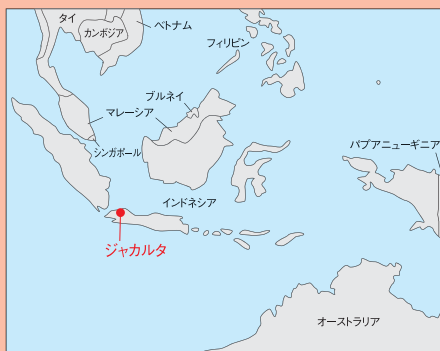 タイ
カンボジア
ベトナム
フィリピン
ブルネイ
マレーシア
シンガポール
パプアニューギニア
インドネシア
ジャカルタ
オーストラリア